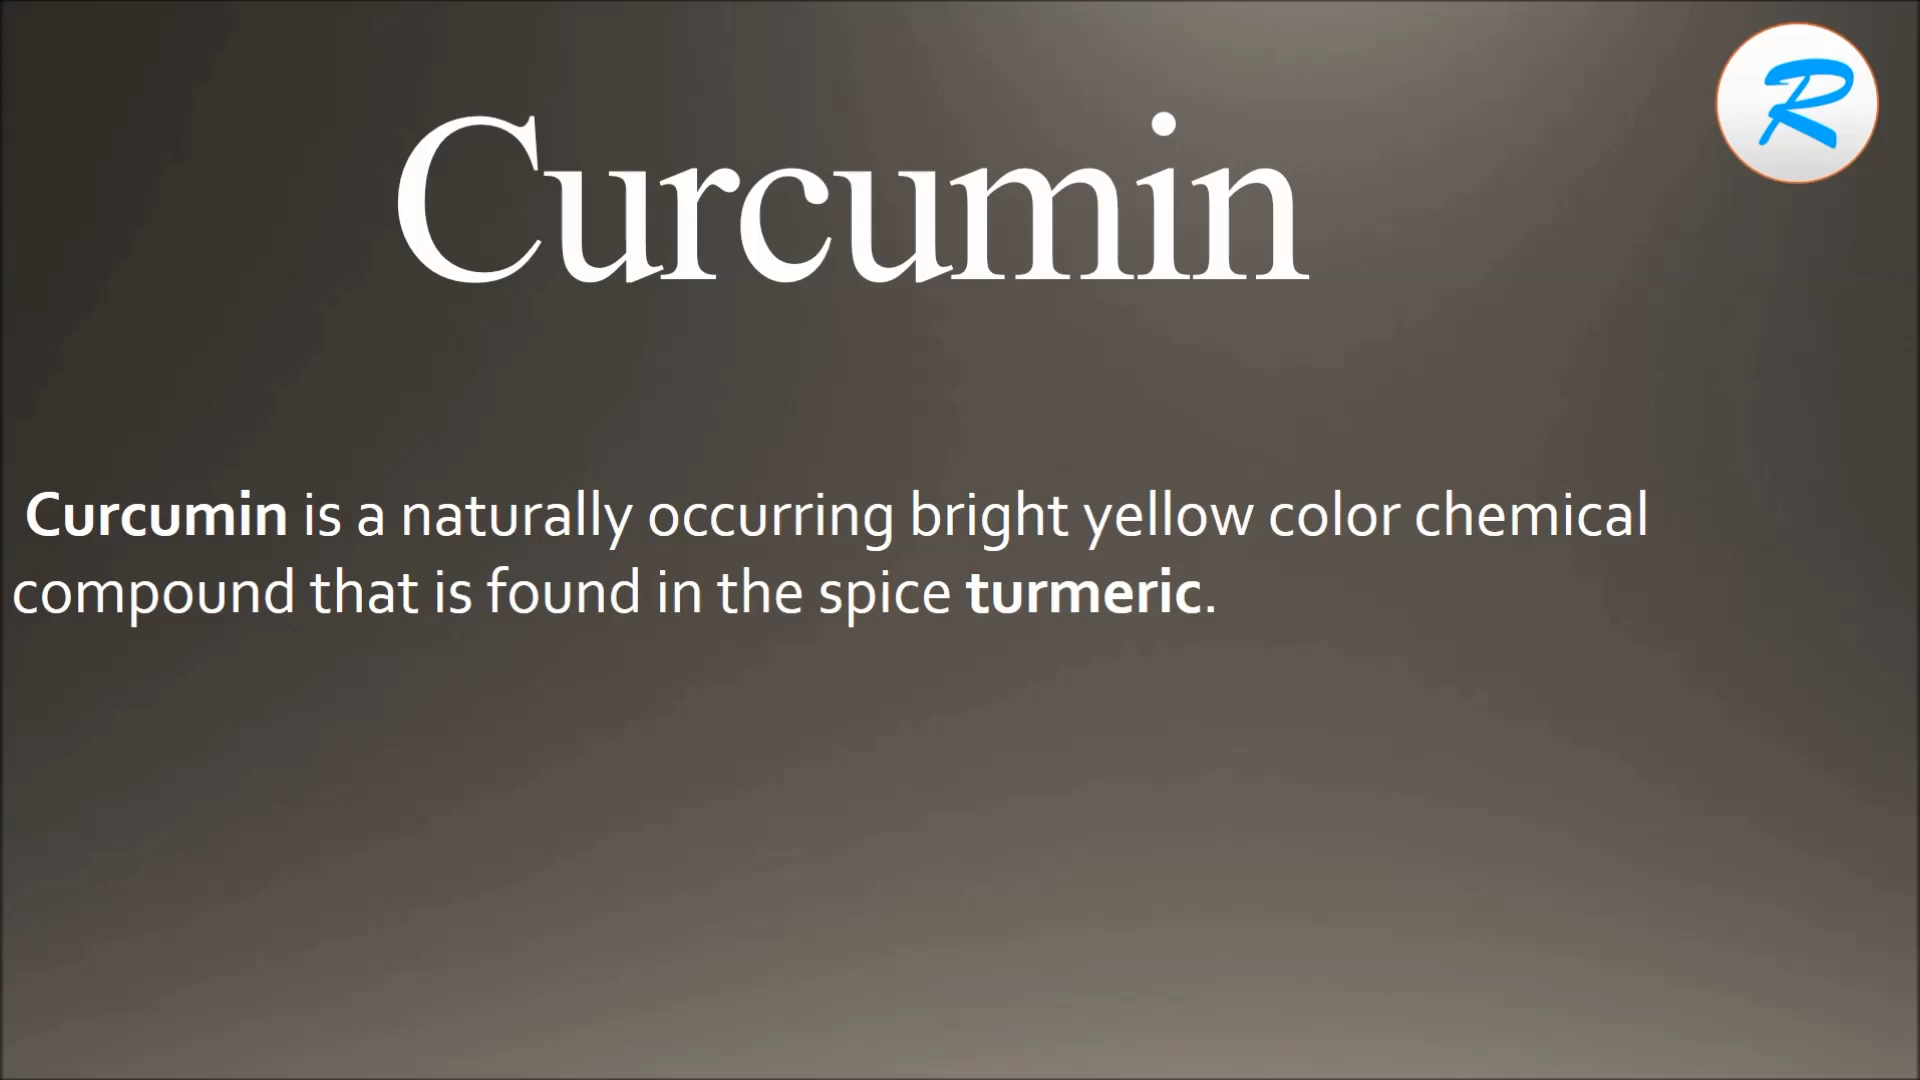 R
Curcumin
Curcumin is a naturally occurring bright yellow color chemical
compound that is found in the spice turmeric.